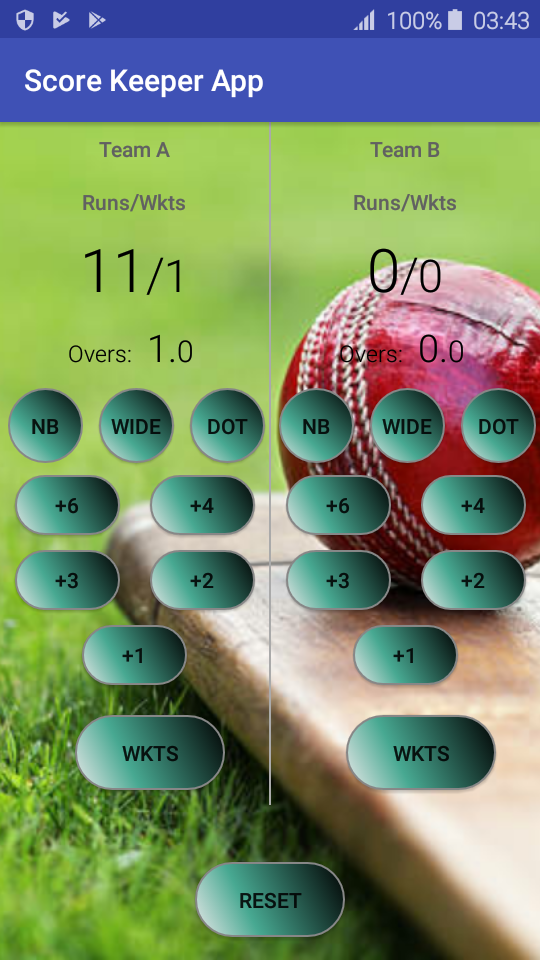 100% 03:43
Score Keeper App
Team A
Runs/Wkts
11/1
Overs: 1.0
NB WIDE DOT
+6 +4
+3 +2
+1
WKTS
Team B
Runs/Wkts
0/0
Overs: 0.0
NB WIDE DOT
+6 +4
+3 +2
+1
WKTS
RESET